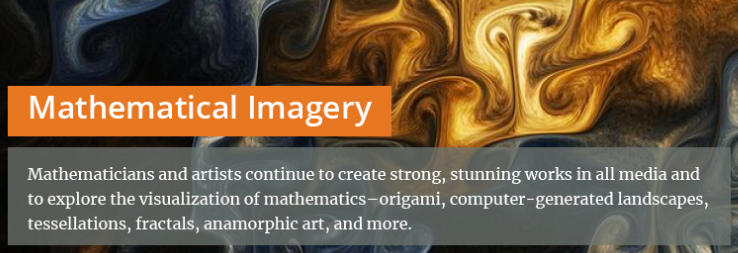 Mathematical Imagery
Mathematicians and artists continue to create strong, stunning works in all media and
to explore the visualization of mathematics–origami, computer-generated landscapes,
tessellations, fractals, anamorphic art, and more.